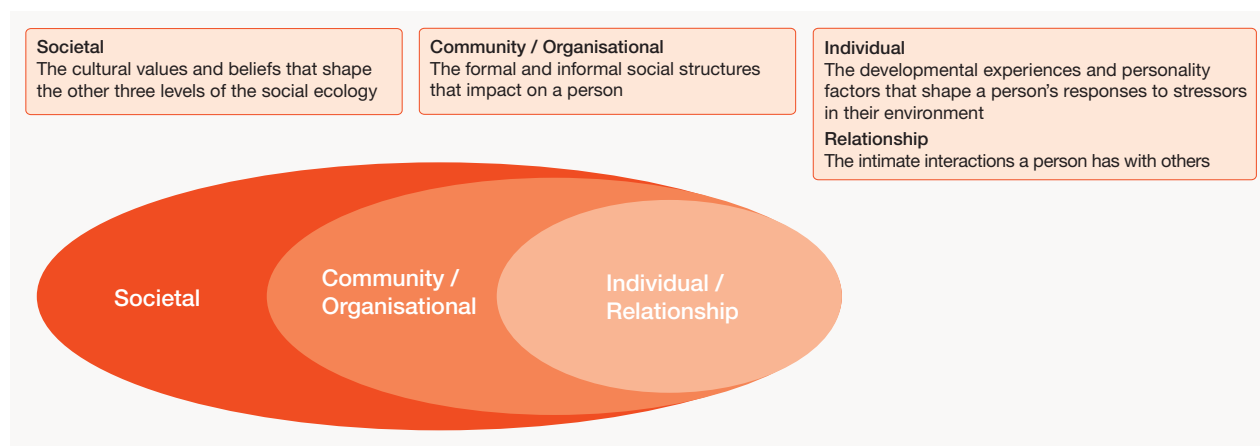 Societal
The cultural values and beliefs that shape
the other three levels of the social ecology
Community / Organisational
The formal and informal social structures
that impact on a person
Individual
The developmental experiences and personality
factors that shape a person's responses to stressors
in their environment
Relationship
The intimate interactions a person has with others
Societal
Community /
Organisational
Individual /
Relationship